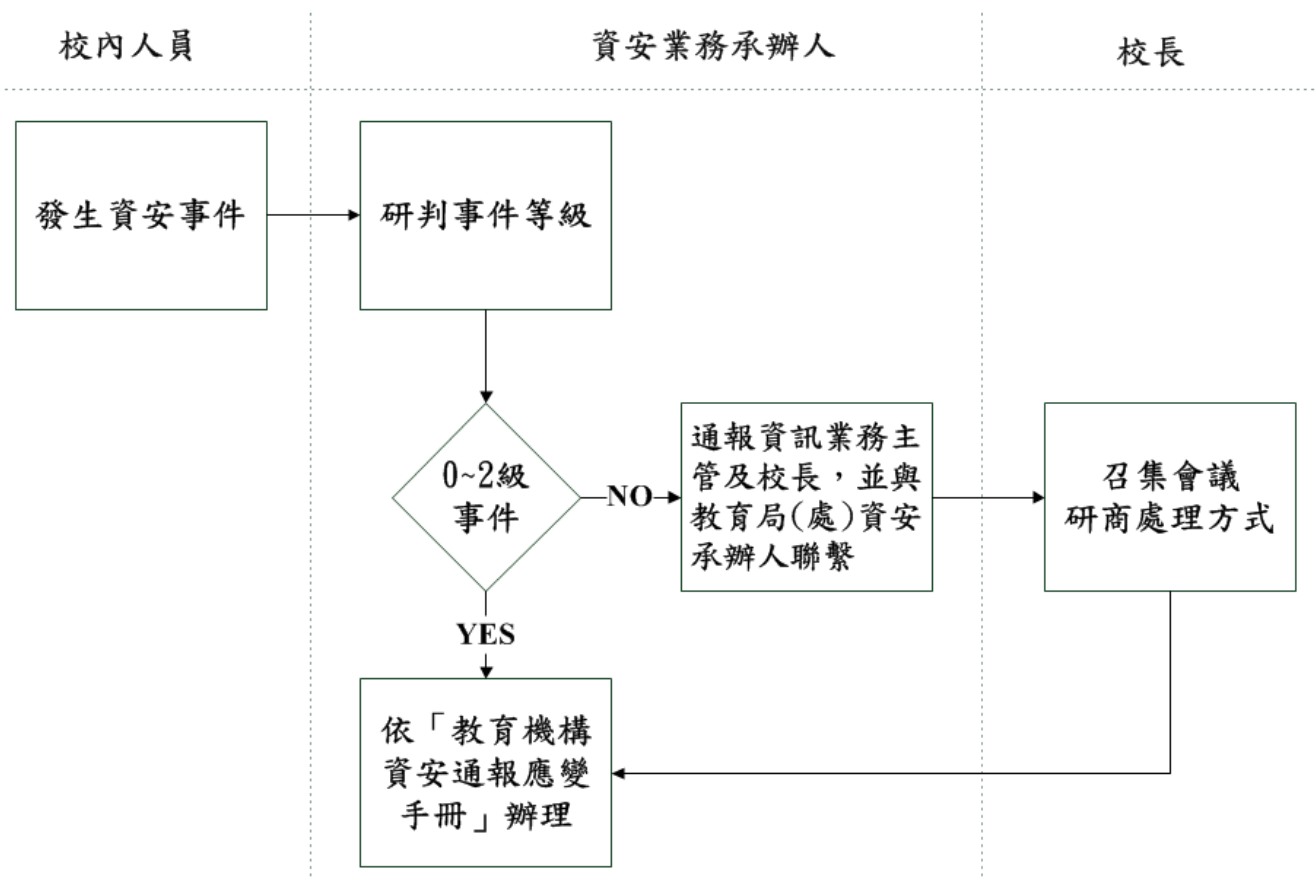 校內人員
資安業務承辦人
校長
發生資安事件
研判事件等級
0~2級
事件
NO
通報資訊業務主
管及校長，並與
教育局(處)資安
承辦人聯繫
召集會議
研商處理方式
YES
依「教育機構
資安通報應變
手冊」辦理